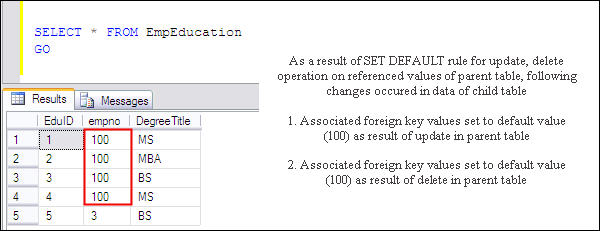 SELECT * FROM EmpEducation
GO
As a result of SET DEFAULT rule for update, delete
operation on referenced values of parent table, following
changes occured in data of child table
1. Associated foreign key values set to default value
(100) as result of update in parent table
2. Associated foreign key values set to default value
(100) as result of delete in parent table
Results Messages
EduID empno DegreeTitle
1 1 100 MS
2 2 100 MBA
3 3 100 BS
4 4 100 MS
5 5 3 BS